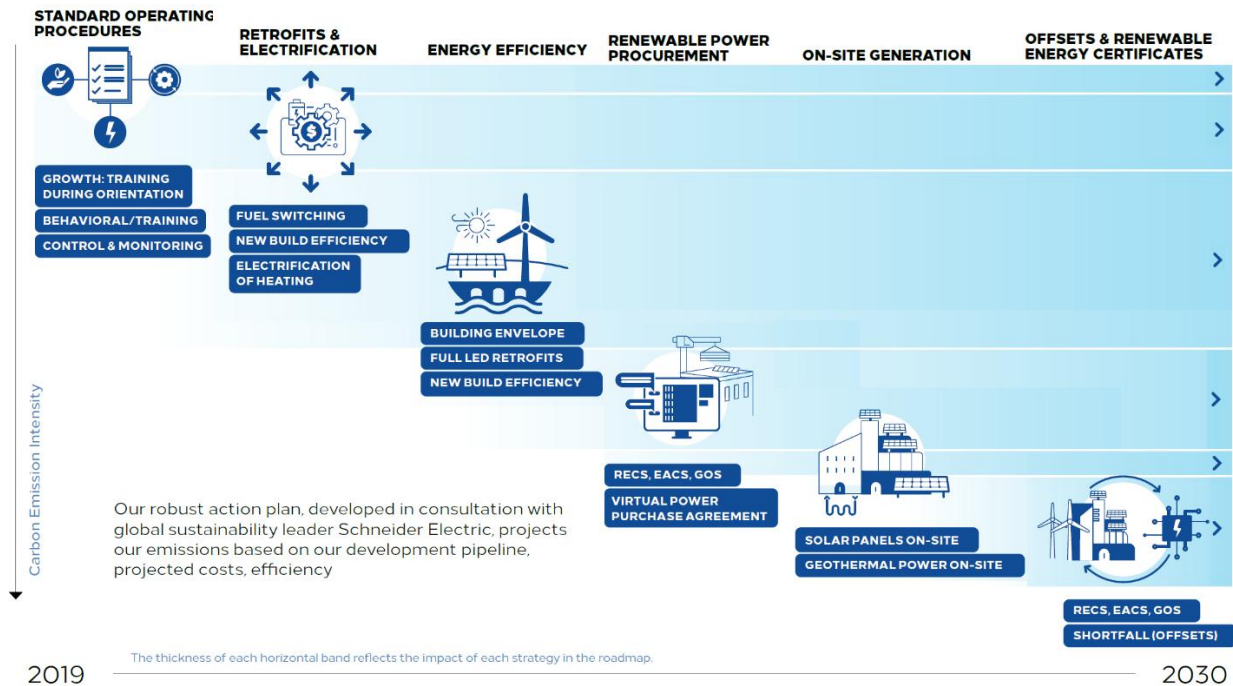 STANDARD OPERATING
PROCEDURES
RETROFITS &
ELECTRIFICATION
ENERGY EFFICIENCY
RENEWABLE POWER
PROCUREMENT
ON-SITE GENERATION
OFFSETS & RENEWABLE
ENERGY CERTIFICATES
GROWTH: TRAINING
DURING ORIENTATION
BEHAVIORAL/TRAINING
CONTROL & MONITORING
FUEL SWITCHING
NEW BUILD EFFICIENCY
ELECTRIFICATION
OF HEATING
BUILDING ENVELOPE
FULL LED RETROFITS
NEW BUILD EFFICIENCY
RECS, EACS, GOS
VIRTUAL POWER
PURCHASE AGREEMENT
SOLAR PANELS ON-SITE
GEOTHERMAL POWER ON-SITE
RECS, EACS, GOS
SHORTFALL (OFFSETS)
Carbon Emission Intensity
Our robust action plan, developed in consultation with
global sustainability leader Schneider Electric, projects
our emissions based on our development pipeline,
projected costs, efficiency
The thickness of each horizontal band reflects the impact of each strategy in the roadmap.
2019
2030